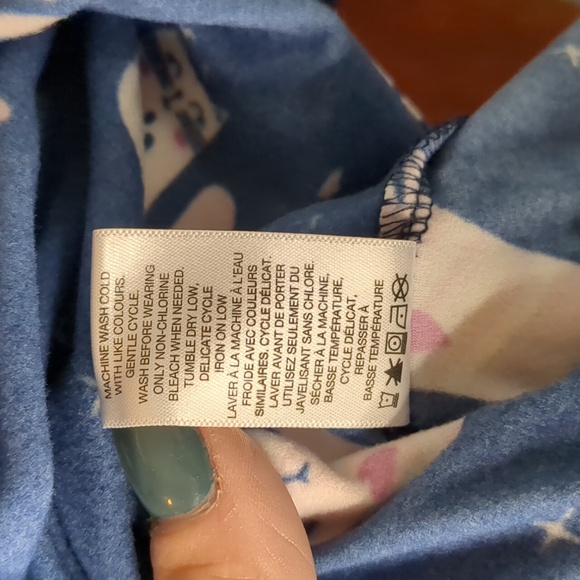 MACHINE WASH COLD
WITH LIKE COLOURS.
GENTLE CYCLE.
WASH BEFORE WEARING
ONLY NON-CHLORINE
BLEACH WHEN NEEDED.
TUMBLE DRY LOW,
DELICATE CYCLE
IRON ON LOW
LAVER À LA MACHINE À L'EAU
FROIDE AVEC COULEURS
SIMILAIRES, CYCLE DÉLICAT.
LAVER AVANT DE PORTER
UTILISEZ SEULEMENT DU
JAVELISANT SANS CHLORE.
SÉCHER À LA MACHINE,
BASSE TEMPÉRATURE,
CYCLE DÉLICAT,
REPASSER À
BASSE TEMPÉRATURE